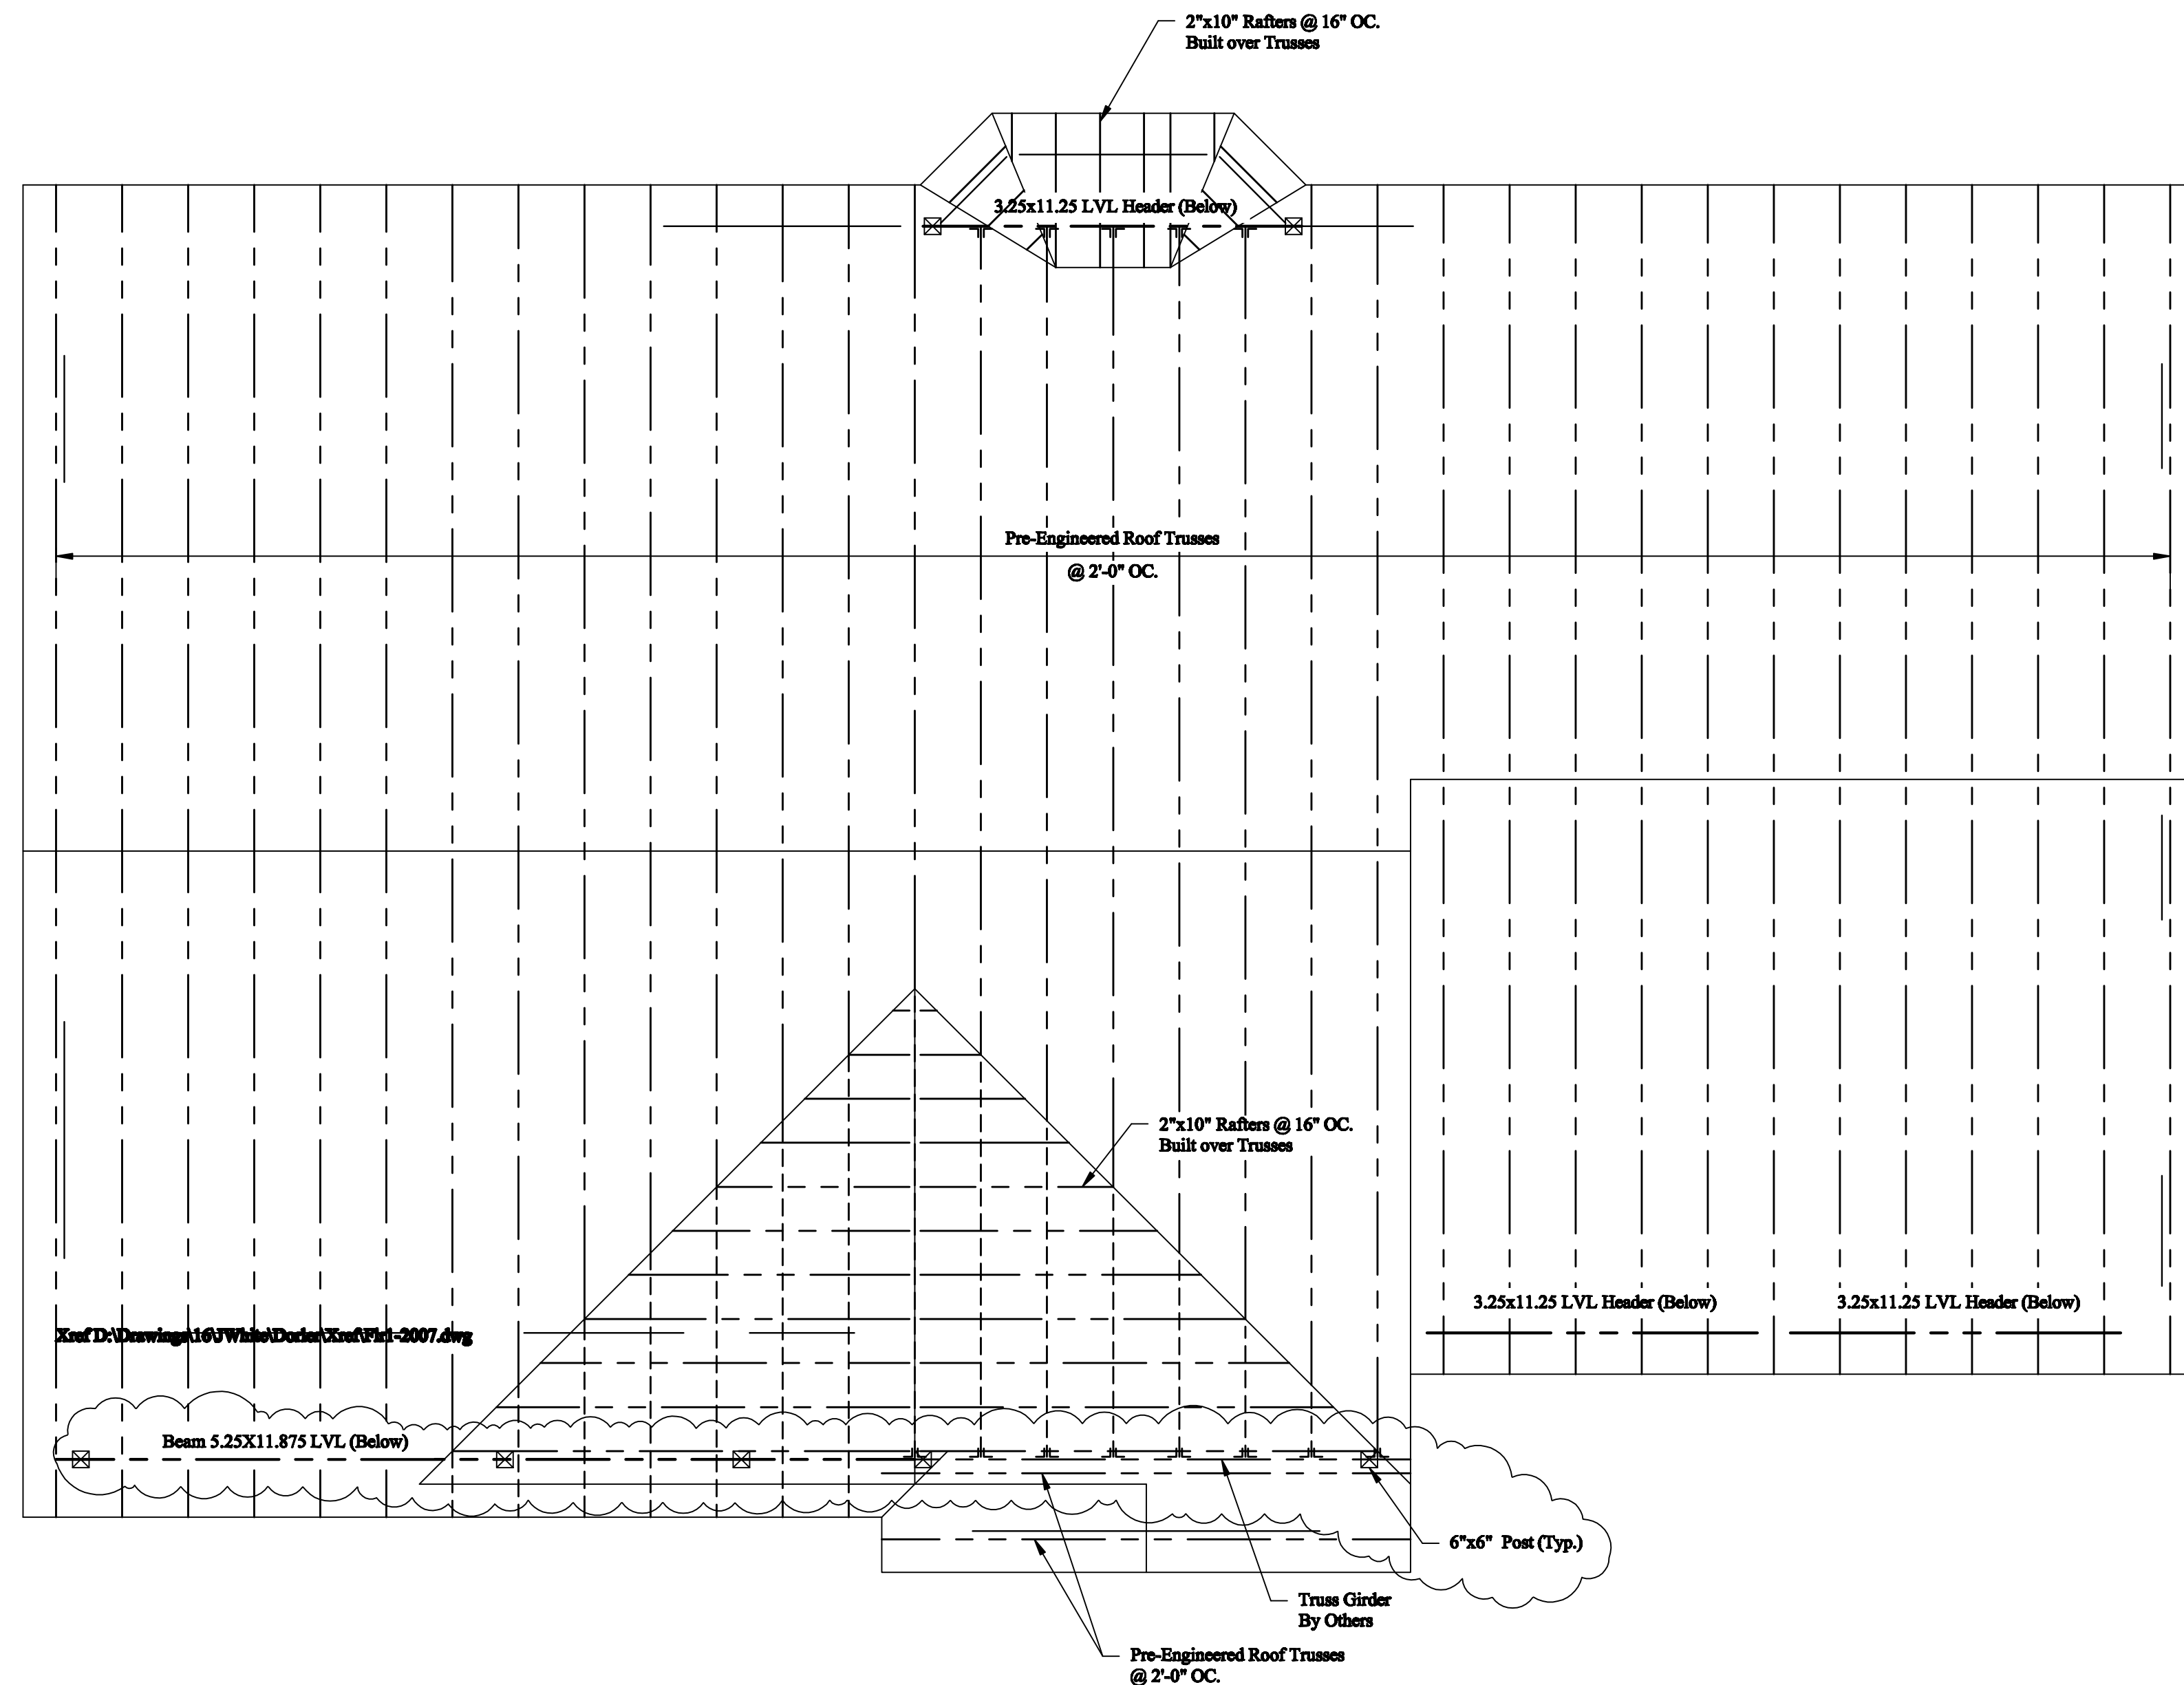 2"x10" Rafters @ 16" OC.
Built over Trusses
3.25x11.25 LVL Header (Below)
Pre-Engineered Roof Trusses
@ 2'-0" OC.
2"x10" Rafters @ 16" OC.
Built over Trusses
3.25x11.25 LVL Header (Below)
3.25x11.25 LVL Header (Below)
Xref D:\Drawings\16\JWhite\Dorler\Xref\Flr1-2007.dwg
Beam 5.25X11.875 LVL (Below)
6"x6" Post (Typ.)
Truss Girder
By Others
Pre-Engineered Roof Trusses
@ 2'-0" OC.